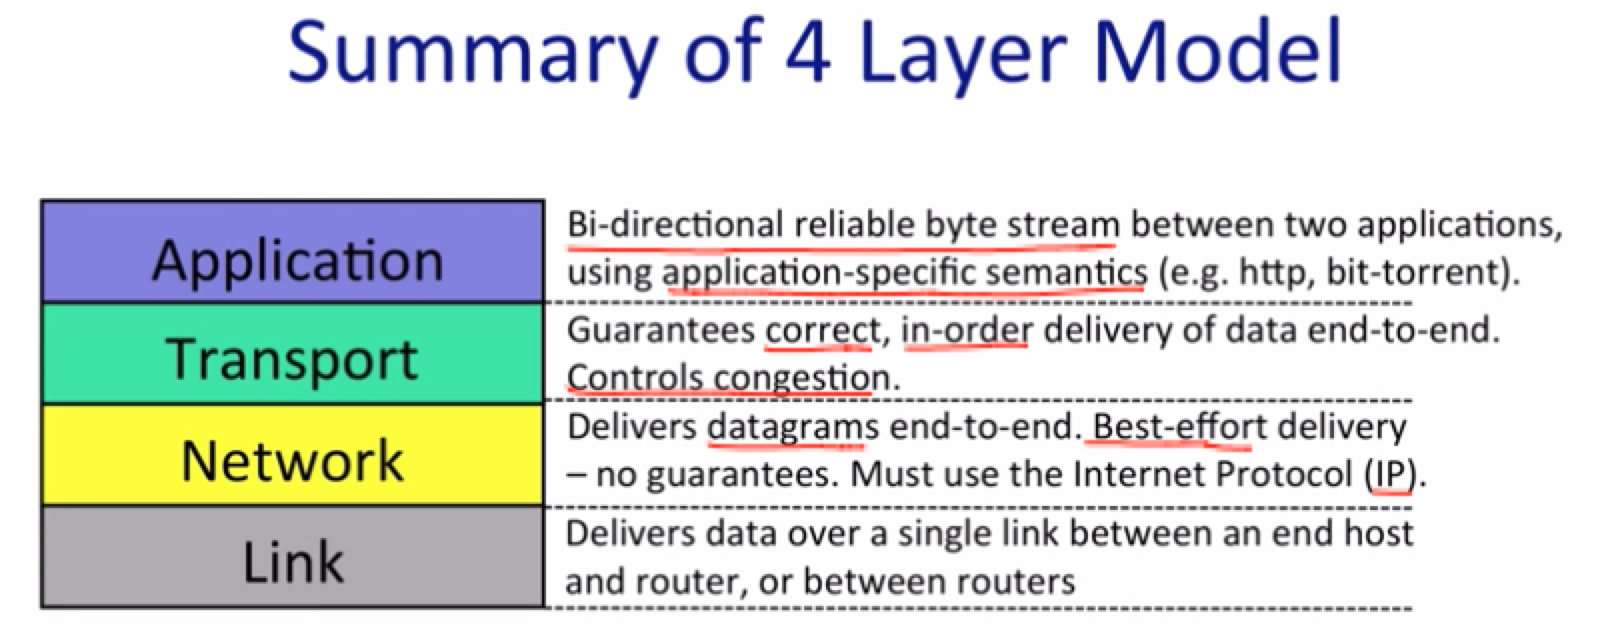 Summary of 4 Layer Model
Application
Bi-directional reliable byte stream between two applications,
using application-specific semantics (e.g. http, bit-torrent).
Transport
Guarantees correct, in-order delivery of data end-to-end.
Controls congestion.
Network
Delivers datagrams end-to-end. Best-effort delivery
– no guarantees. Must use the Internet Protocol (IP).
Link
Delivers data over a single link between an end host
and router, or between routers